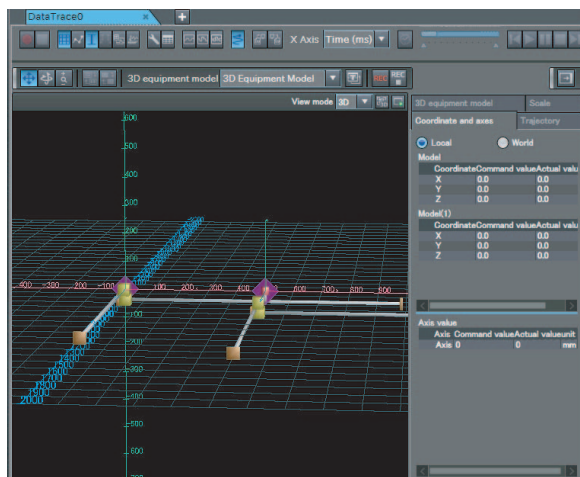 DataTrace0
X Axis Time (ms)
3D equipment model 3D Equipment Model REC REC
View mode 3D
3D equipment model Scale
Coordinate and axes Trajectory
Local World
Model
Coordinate Command value Actual valu
X 0.0 0.0
Y 0.0 0.0
Z 0.0 0.0
Model(1)
Coordinate Command value Actual valu
X 0.0 0.0
Y 0.0 0.0
Z 0.0 0.0
Axis value
Axis Command value Actual value unit
Axis 0 0 mm
600
500
400
300
200
100
-400 -300 -200 -100 100 200 300 400 500 600 700 800 900
-100
-200
-300
-400
-500
-600
2000